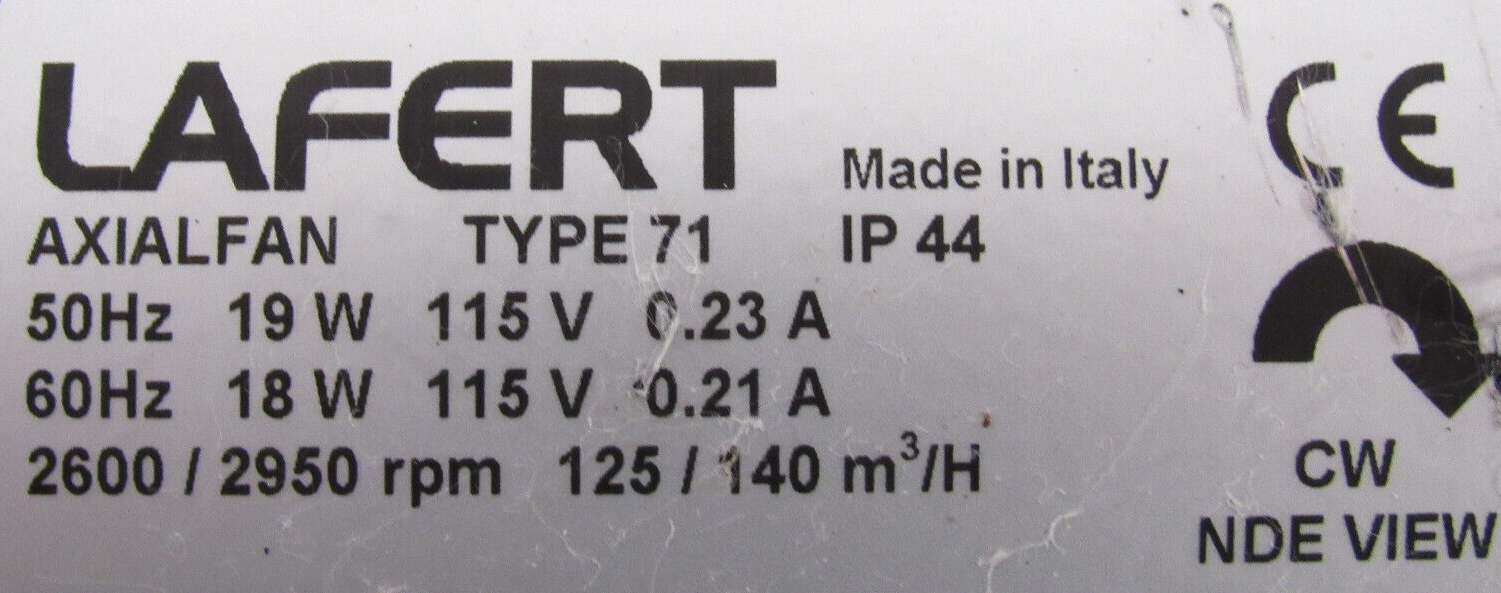 LAFERT
Made in Italy
CE
AXIALFAN TYPE 71 IP 44
50Hz 19 W 115 V 0.23 A
60Hz 18 W 115 V 0.21 A
2600 / 2950 rpm 125 / 140 m³/H
CW
NDE VIEW